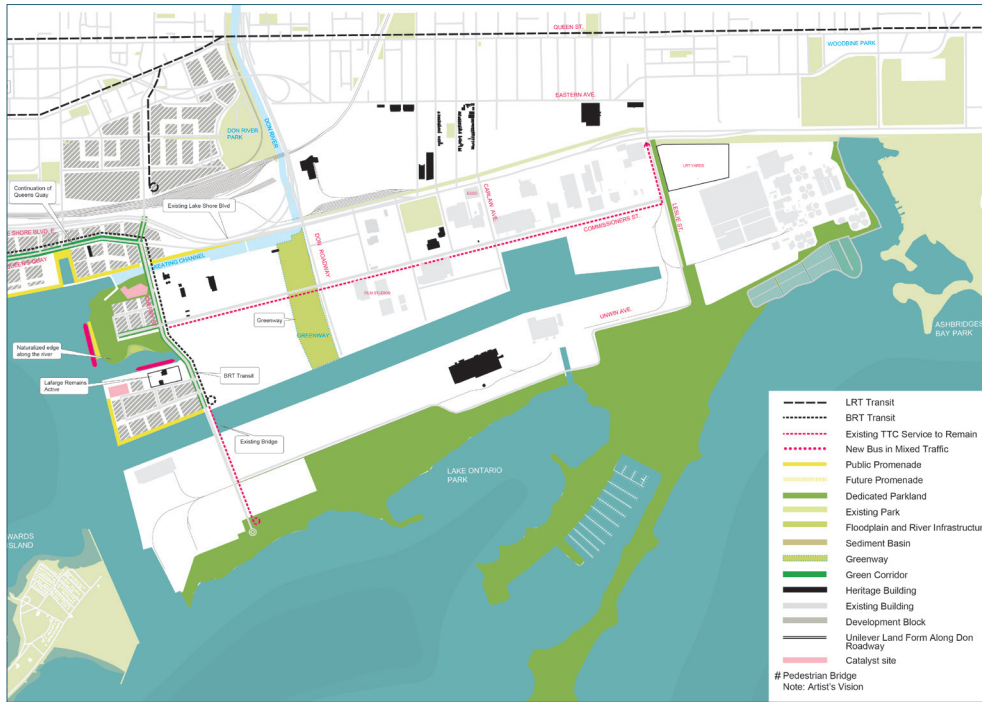 QUEEN ST.
WOODBINE PARK
EASTERN AVE.
DON RIVER
PARK
DON RIVER
LRT YARDS
Continuation of
Queens Quay
Existing Lake Shore Blvd
E SHORE BLVD. E
CARLAW AVE.
LESLIE ST.
COMMISSIONERS ST.
DON ROADWAY
KEATING CHANNEL
FILM STUDIOS
Greenway
GREENWAY
UNWIN AVE.
ASHBRIDGES
BAY PARK
Naturalized edge
along the river
Lafarge Remains
Active
BRT Transit
Existing Bridge
LAKE ONTARIO
PARK
WARDS
ISLAND
LRT Transit
BRT Transit
Existing TTC Service to Remain
New Bus in Mixed Traffic
Public Promenade
Future Promenade
Dedicated Parkland
Existing Park
Floodplain and River Infrastructur
Sediment Basin
Greenway
Green Corridor
Heritage Building
Existing Building
Development Block
Unilever Land Form Along Don
Roadway
Catalyst site
# Pedestrian Bridge
Note: Artist's Vision